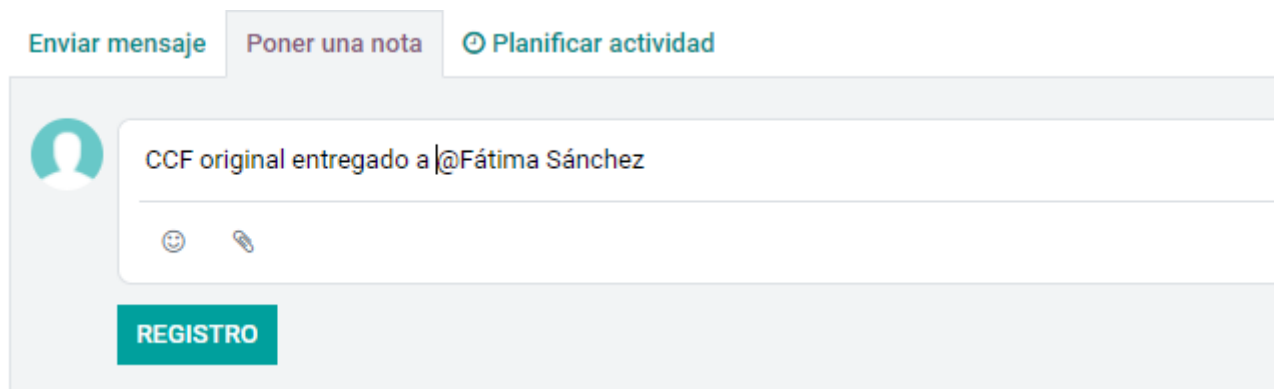 Enviar mensaje Poner una nota Planificar actividad
CCF original entregado a @Fátima Sánchez
REGISTRO